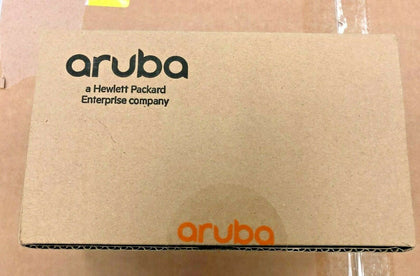 aruba
a Hewlett Packard
Enterprise company
aruba